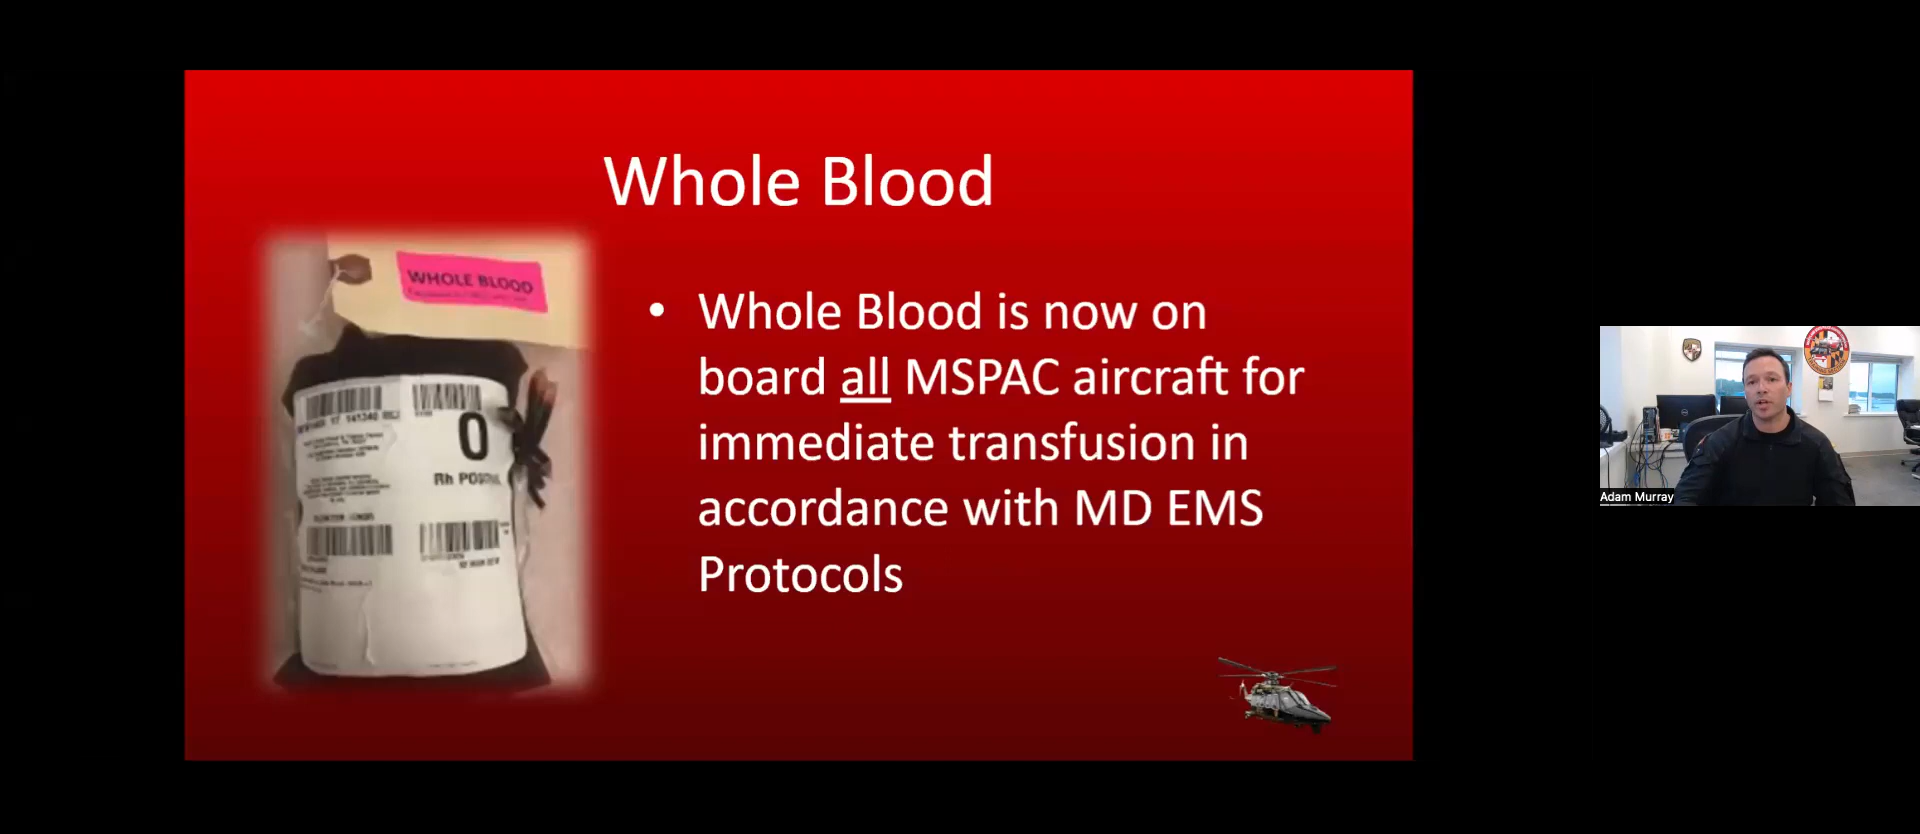 Whole Blood
WHOLE BLOOD
O
Rh POSITIVE
• Whole Blood is now on
board all MSPAC aircraft for
immediate transfusion in
accordance with MD EMS
Protocols
Adam Murray